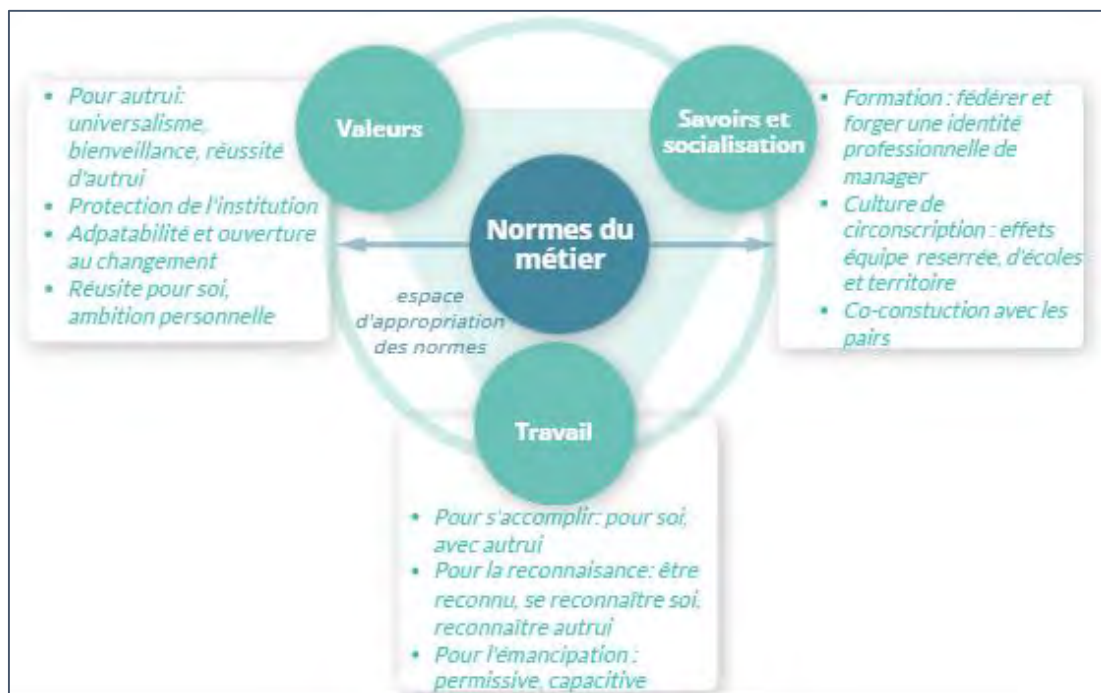 Valeurs
• Pour autrui:
universalisme,
bienveillance, réussité
d'autrui
• Protection de l'institution
• Adpatabilité et ouverture
au changement
• Réusite pour soi,
ambition personnelle
Savoirs et
socialisation
• Formation : fédérer et
forger une identité
professionnelle de
manager
• Culture de
circonscription : effets
équipe reserrée, d'écoles
et territoire
• Co-constuction avec les
pairs
Normes du
métier
espace
d'appropriation
des normes
Travail
• Pour s'accomplir: pour soi,
avec autrui
• Pour la reconnaisance: être
reconnu, se reconnaître soi,
reconnaître autrui
• Pour l'émancipation :
permissive, capacitive